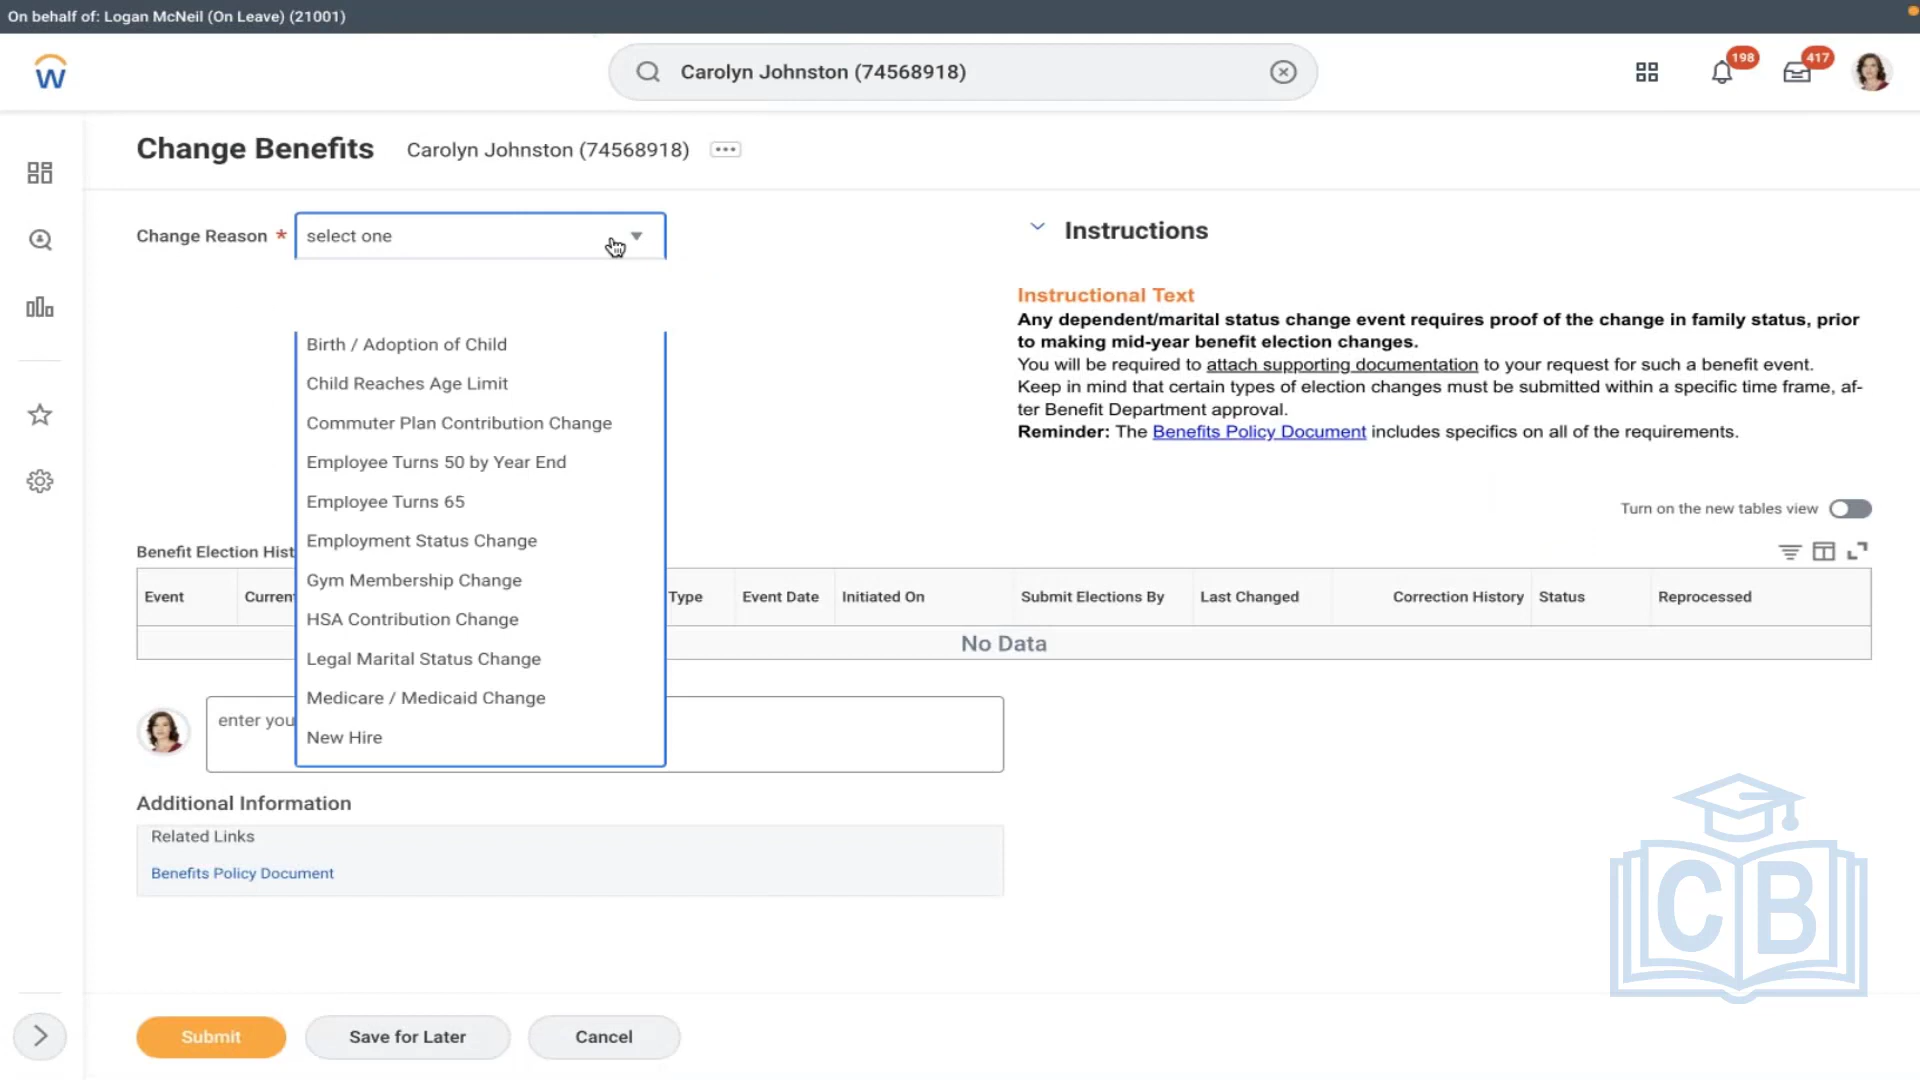 On behalf of: Logan McNeil (On Leave) (21001)
W
Carolyn Johnston (74568918)
198
417
Change Benefits
Carolyn Johnston (74568918)
Change Reason *
select one
Birth / Adoption of Child
Child Reaches Age Limit
Commuter Plan Contribution Change
Employee Turns 50 by Year End
Employee Turns 65
Employment Status Change
Gym Membership Change
HSA Contribution Change
Legal Marital Status Change
Medicare / Medicaid Change
New Hire
Instructions
Instructional Text
Any dependent/marital status change event requires proof of the change in family status, prior
to making mid-year benefit election changes.
You will be required to attach supporting documentation to your request for such a benefit event.
Keep in mind that certain types of election changes must be submitted within a specific time frame, af-
ter Benefit Department approval.
Reminder: The Benefits Policy Document includes specifics on all of the requirements.
Turn on the new tables view
Benefit Election Hist
Event Curren Type Event Date Initiated On Submit Elections By Last Changed Correction History Status Reprocessed
No Data
enter you
Additional Information
Related Links
Benefits Policy Document
CB
Submit
Save for Later
Cancel